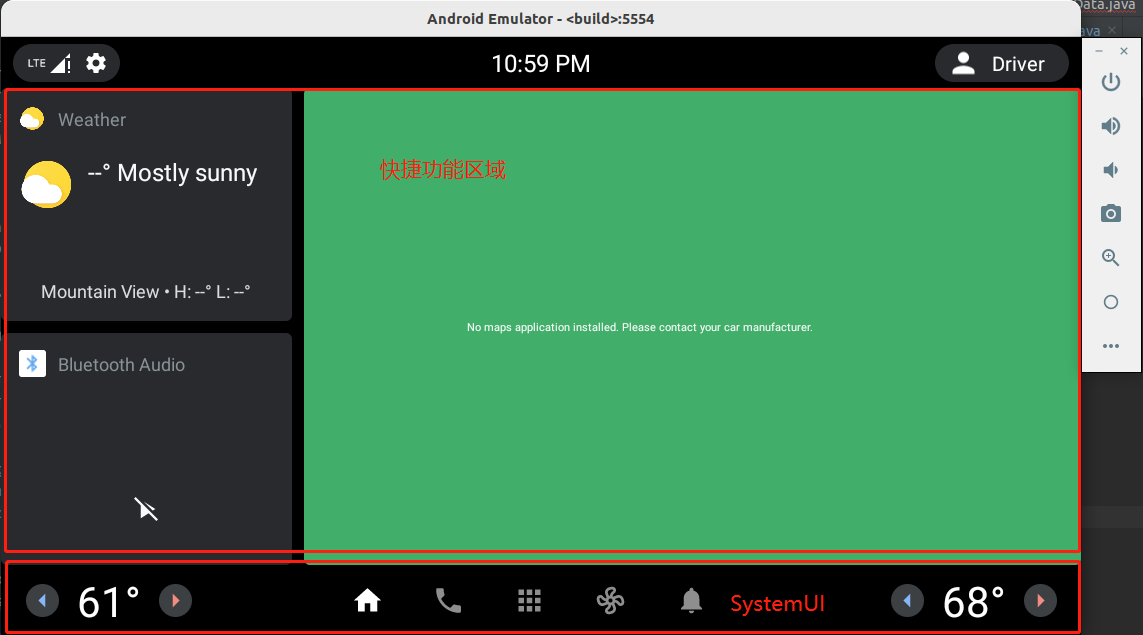 Android Emulator - <build>:5554
Data.java
ava
LTE
10:59 PM
Driver
Weather
--° Mostly sunny
快捷功能区域
Mountain View • H: --° L: --°
No maps application installed. Please contact your car manufacturer.
Bluetooth Audio
61°
SystemUI
68°